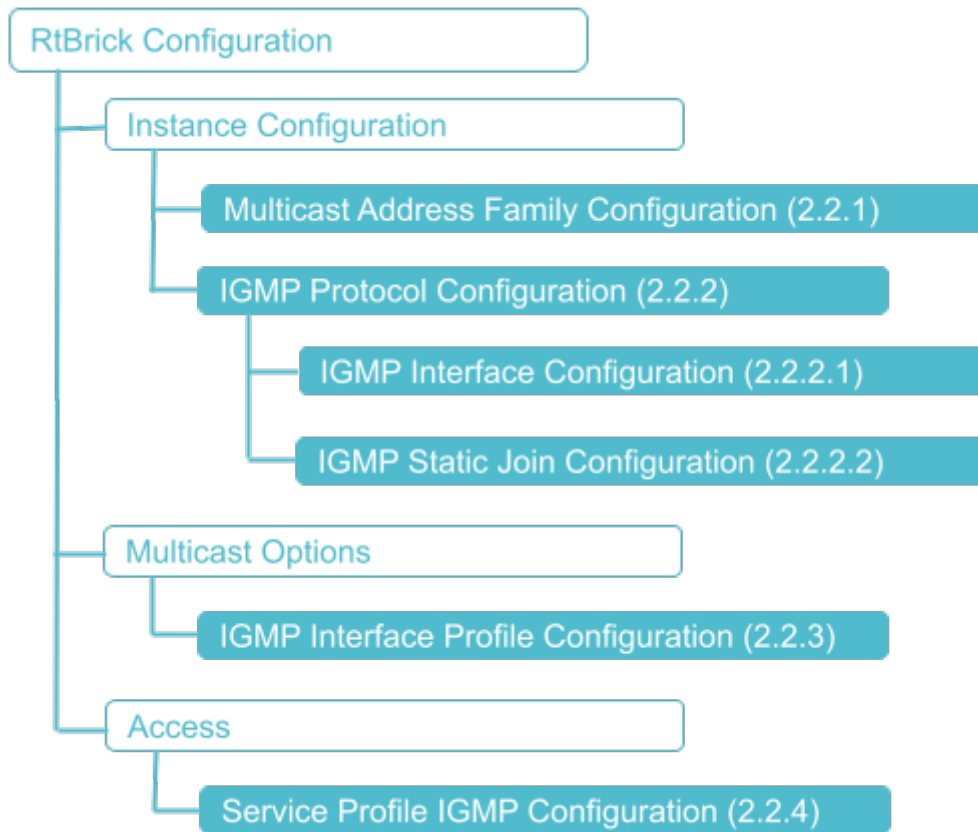 RtBrick Configuration
Instance Configuration
Multicast Address Family Configuration (2.2.1)
IGMP Protocol Configuration (2.2.2)
IGMP Interface Configuration (2.2.2.1)
IGMP Static Join Configuration (2.2.2.2)
Multicast Options
IGMP Interface Profile Configuration (2.2.3)
Access
Service Profile IGMP Configuration (2.2.4)